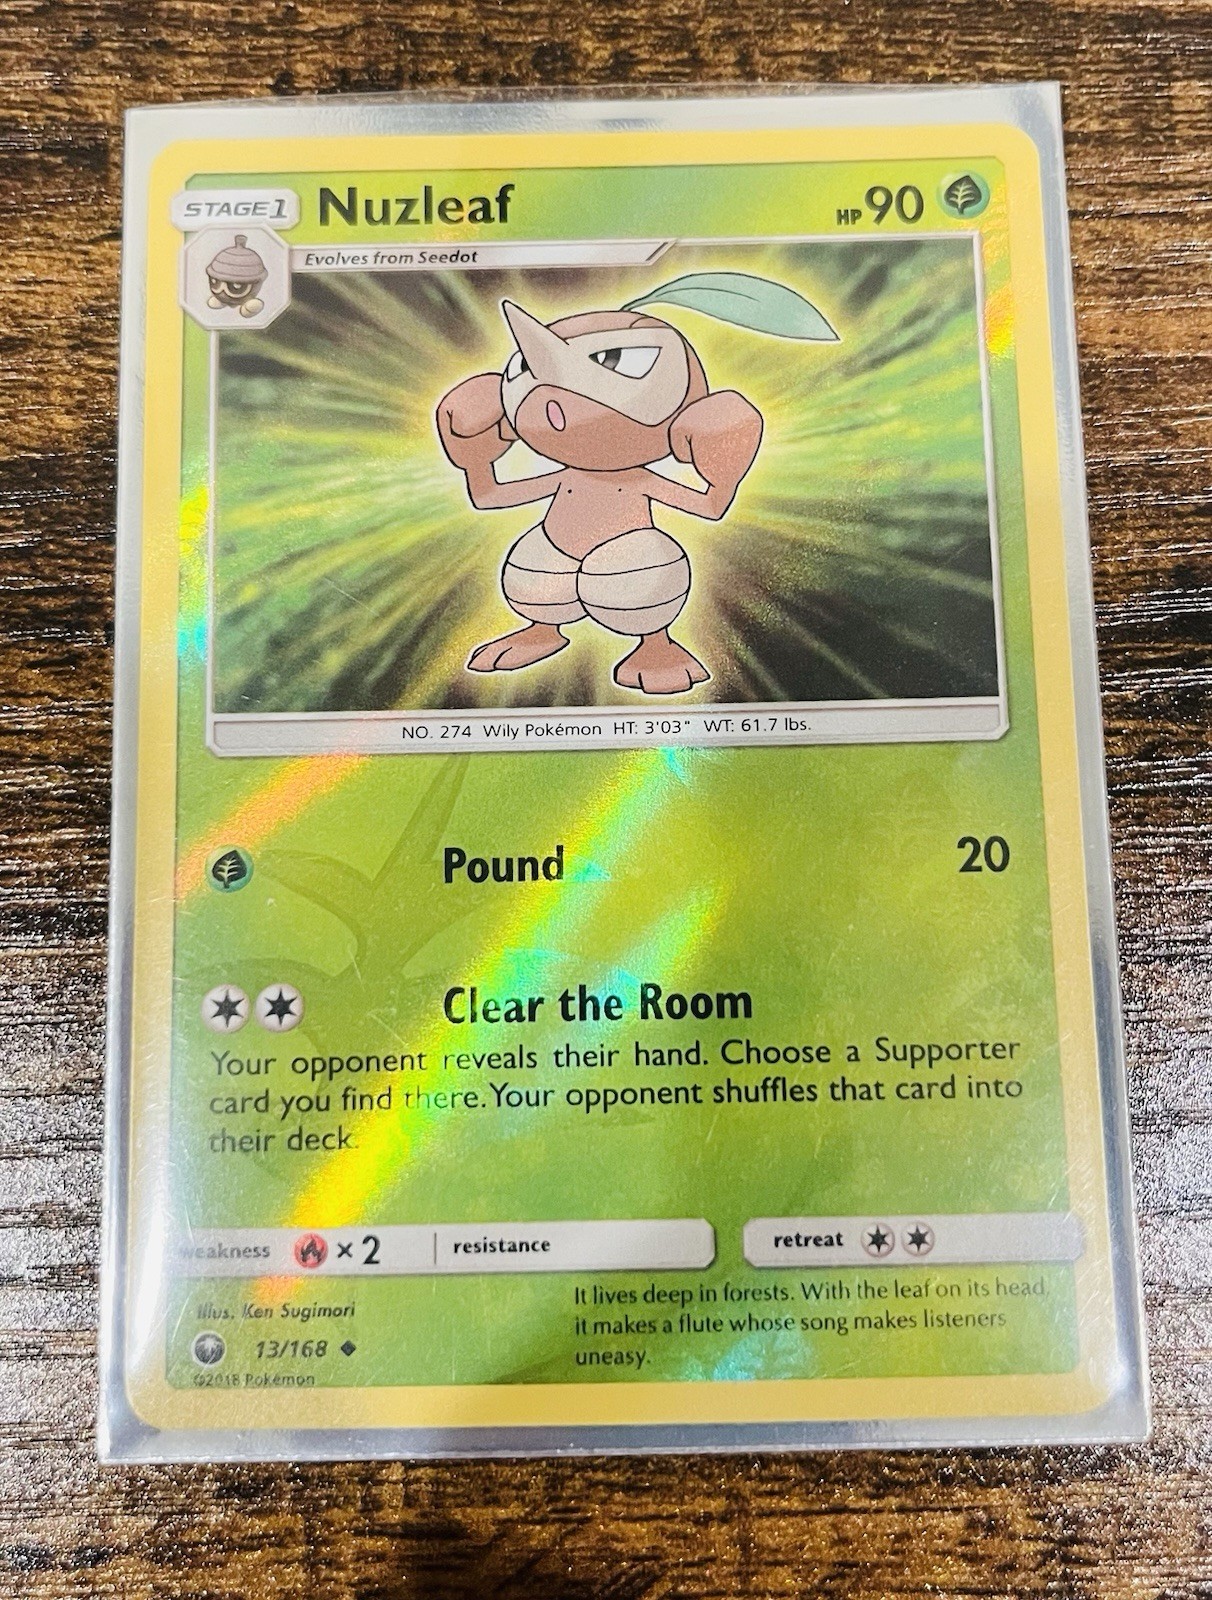 STAGE 1 Nuzleaf HP 90
Evolves from Seedot
NO. 274 Wily Pokémon HT: 3'03" WT: 61.7 lbs.
Pound 20
Clear the Room
Your opponent reveals their hand. Choose a Supporter
card you find there. Your opponent shuffles that card into
their deck.
weakness × 2 resistance retreat
Illus. Ken Sugimori
13/168
©2018 Pokémon
It lives deep in forests. With the leaf on its head,
it makes a flute whose song makes listeners
uneasy.